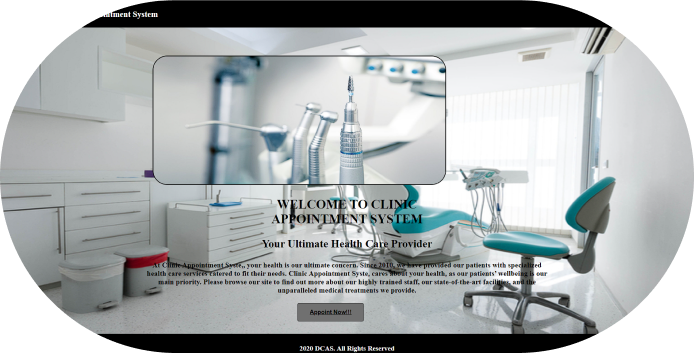 intment System
WELCOME TO CLINIC
APPOINTMENT SYSTEM
Your Ultimate Health Care Provider
At Clinic Appointment Syste,, your health is our ultimate concern. Since 2010, we have provided our patients with specialized
health care services catored to fit their needs. Clinic Appointment Syste, cares about your health, as our patients' wellbeing is our
main priority. Please browse our site to find out more about our highly trained staff, our state-of-the-art facilities, and the
unparalleled medical treatments we provide.
Appoint Now!!!
2020 DCAS. All Rights Reserved